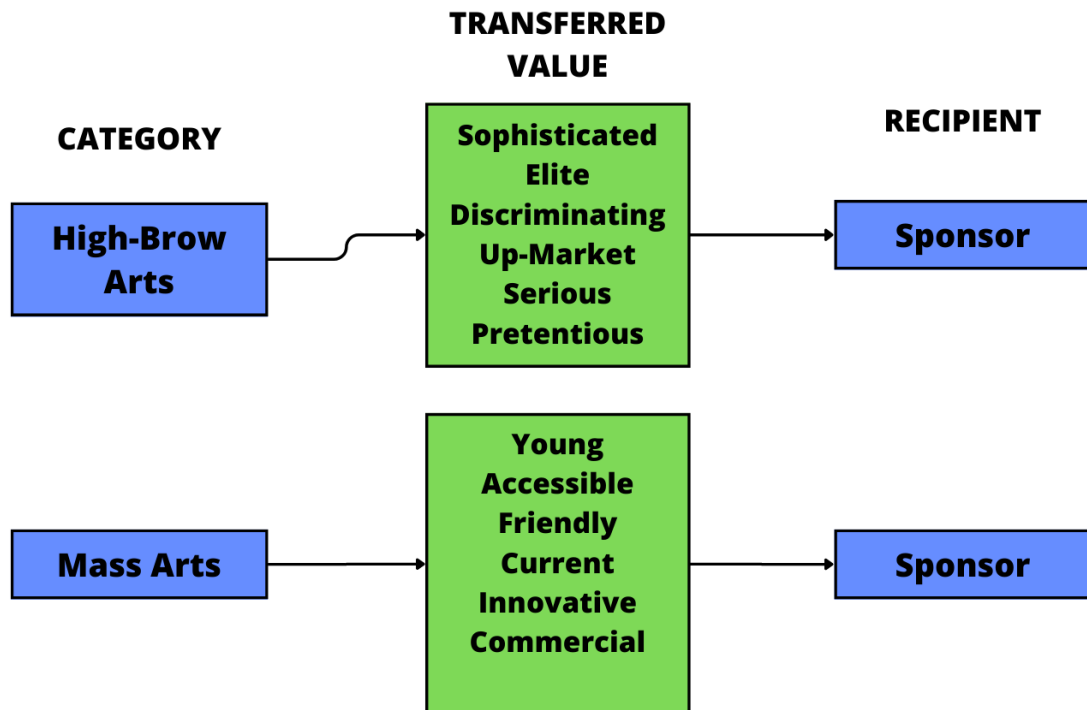 TRANSFERRED
VALUE
CATEGORY
RECIPIENT
High-Brow
Arts
Sophisticated
Elite
Discriminating
Up-Market
Serious
Pretentious
Sponsor
Mass Arts
Young
Accessible
Friendly
Current
Innovative
Commercial
Sponsor